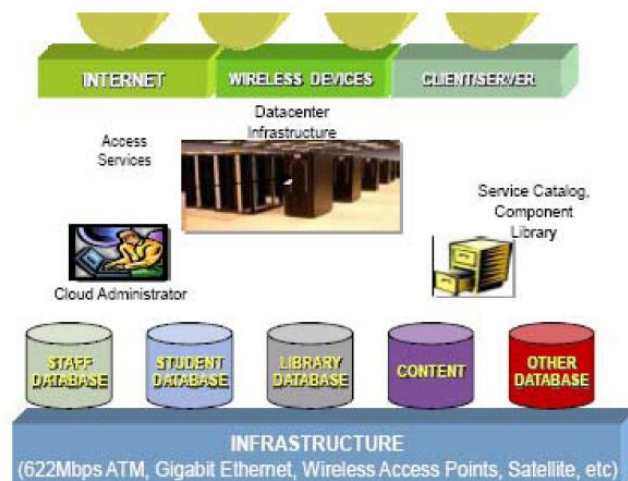 INTERNET
WIRELESS DEVICES
CLIENT/SERVER
Datacenter
Infrastructure
Access
Services
Service Catalog,
Component
Library
Cloud Administrator
STAFF
DATABASE
STUDENT
DATABASE
LIBRARY
DATABASE
CONTENT
OTHER
DATABASE
INFRASTRUCTURE
(622Mbps ATM, Gigabit Ethernet, Wireless Access Points, Satellite, etc)